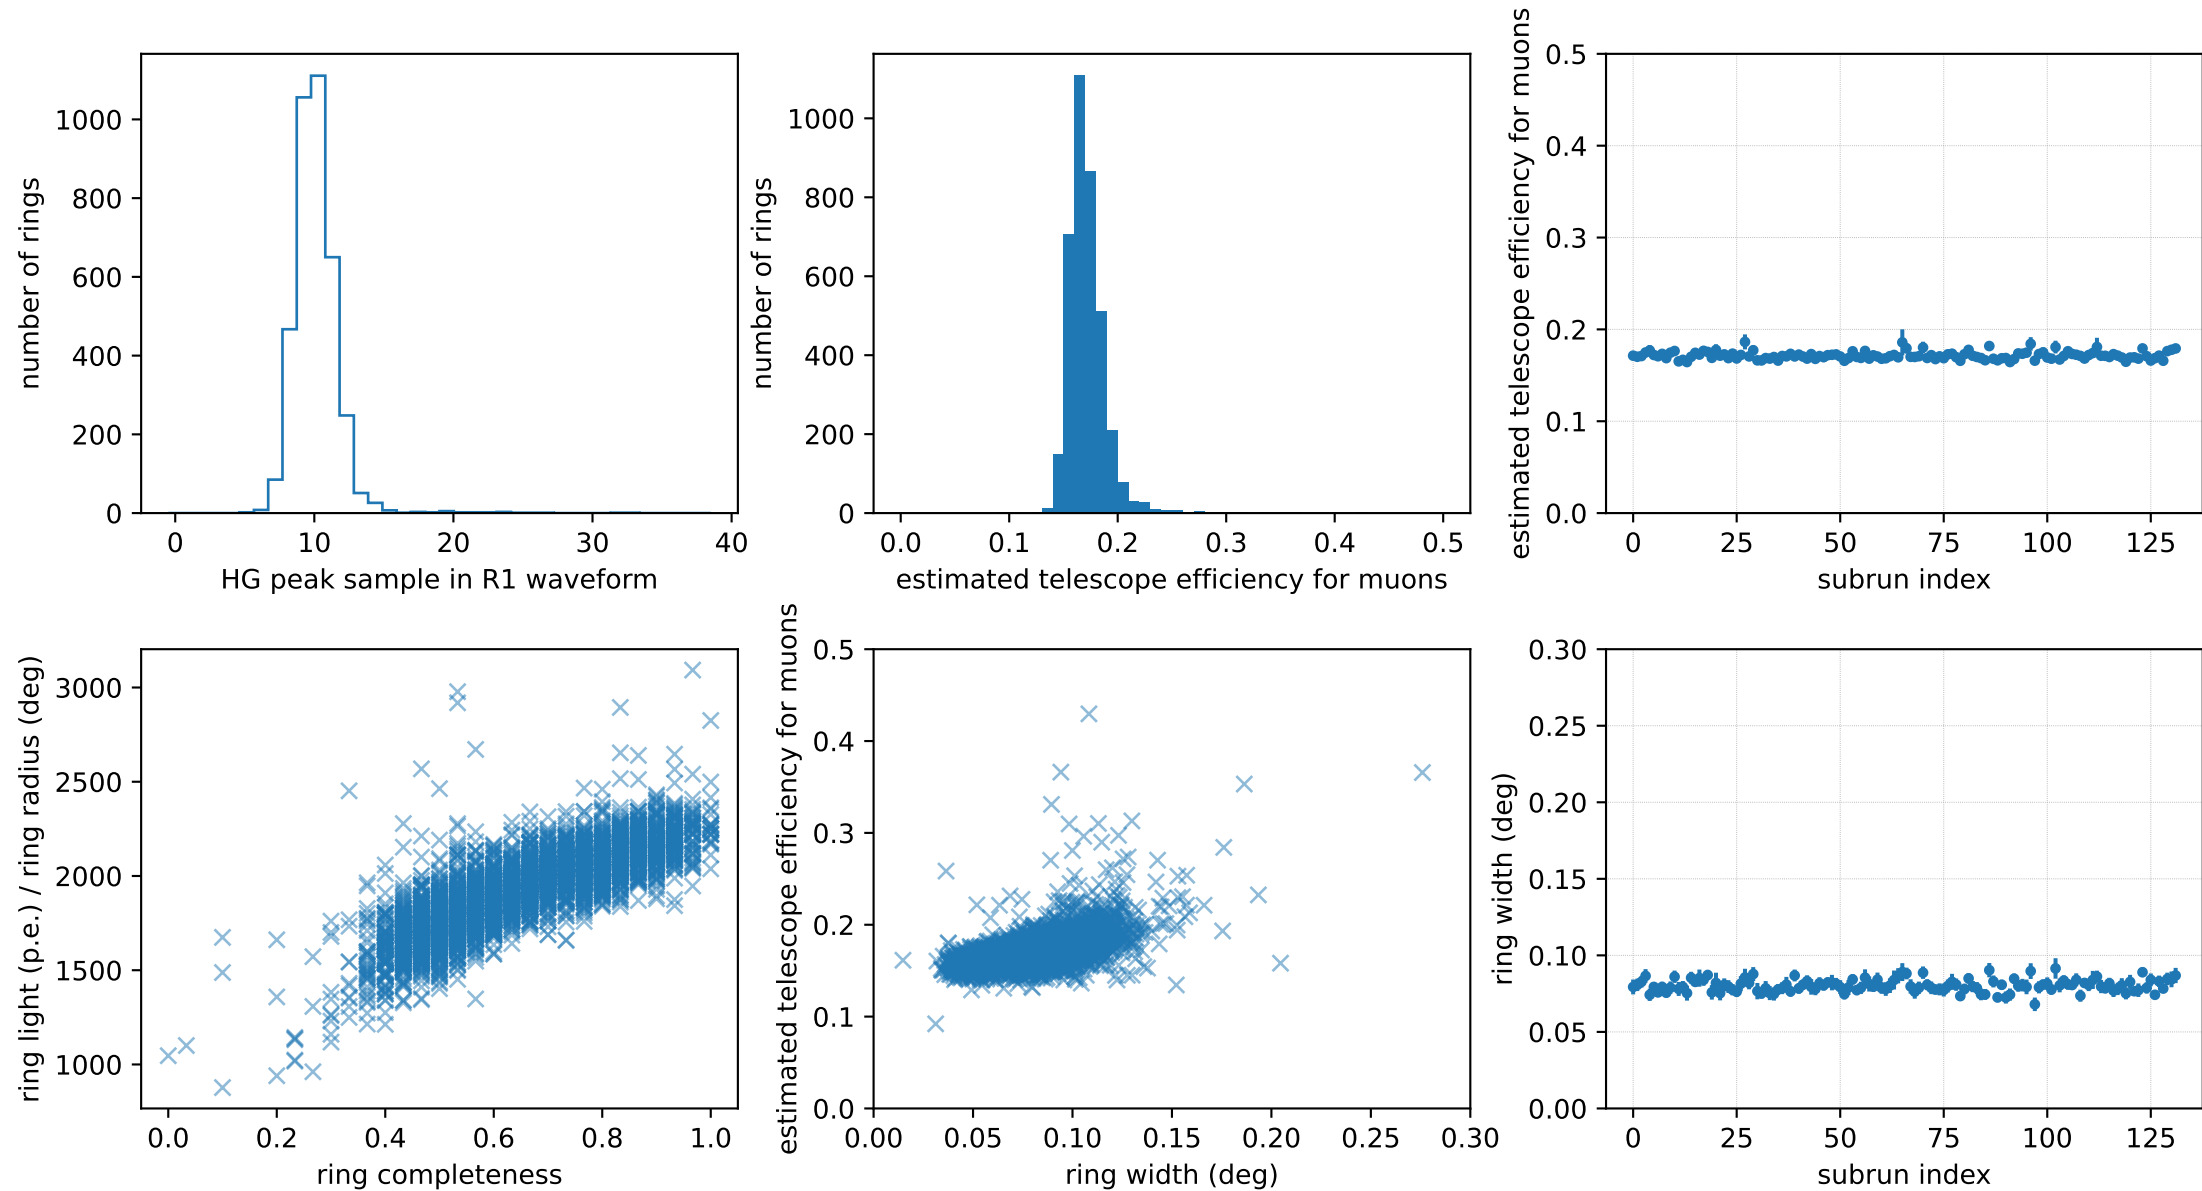 number of rings
1000
800
600
400
200
0
0 10 20 30 40
HG peak sample in R1 waveform
number of rings
1000
800
600
400
200
0
0.0 0.1 0.2 0.3 0.4 0.5
estimated telescope efficiency for muons
estimated telescope efficiency for muons
0.5
0.4
0.3
0.2
0.1
0.0
0 25 50 75 100 125
subrun index
ring light (p.e.) / ring radius (deg)
3000
2500
2000
1500
1000
0.0 0.2 0.4 0.6 0.8 1.0
ring completeness
estimated telescope efficiency for muons
0.5
0.4
0.3
0.2
0.1
0.0
0.00 0.05 0.10 0.15 0.20 0.25 0.30
ring width (deg)
ring width (deg)
0.30
0.25
0.20
0.15
0.10
0.05
0.00
0 25 50 75 100 125
subrun index